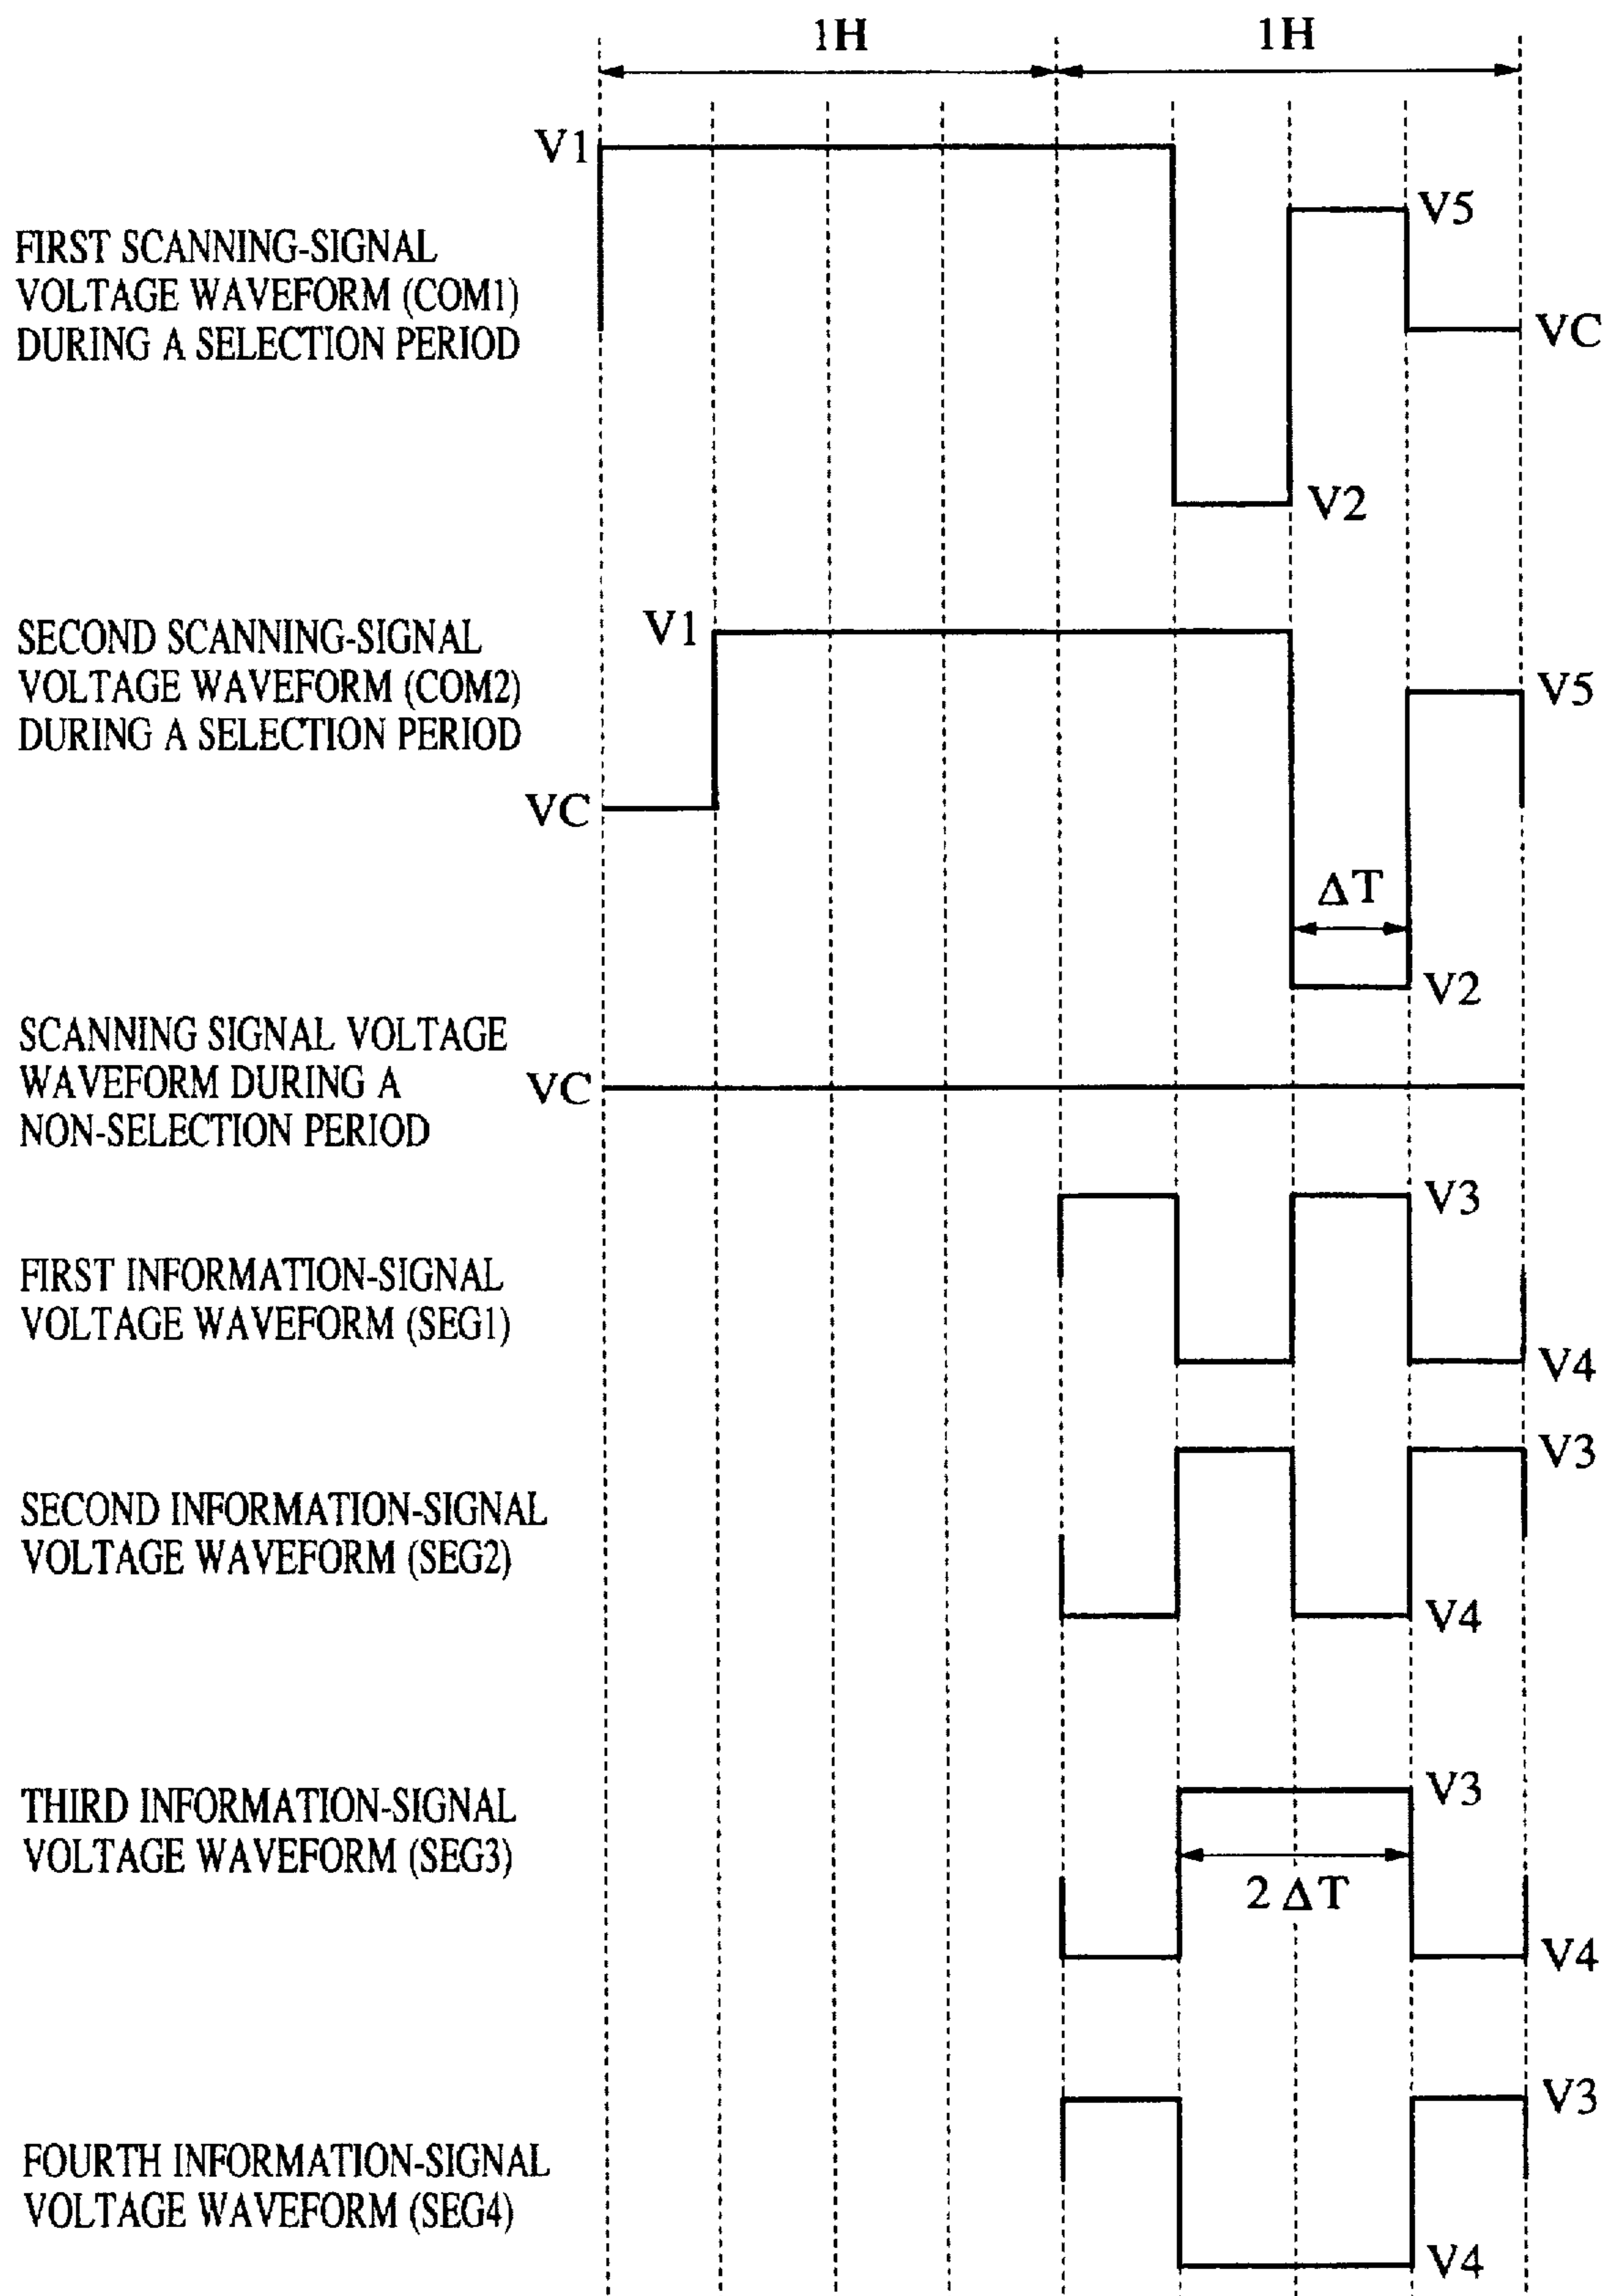 1H
1H
V1
V5
FIRST SCANNING-SIGNAL
VOLTAGE WAVEFORM (COM1)
DURING A SELECTION PERIOD
VC
V2
V1
SECOND SCANNING-SIGNAL
VOLTAGE WAVEFORM (COM2)
DURING A SELECTION PERIOD
V5
VC
ΔT
V2
SCANNING SIGNAL VOLTAGE
WAVEFORM DURING A
NON-SELECTION PERIOD
VC
V3
FIRST INFORMATION-SIGNAL
VOLTAGE WAVEFORM (SEG1)
V4
V3
SECOND INFORMATION-SIGNAL
VOLTAGE WAVEFORM (SEG2)
V4
V3
THIRD INFORMATION-SIGNAL
VOLTAGE WAVEFORM (SEG3)
2 ΔT
V4
V3
FOURTH INFORMATION-SIGNAL
VOLTAGE WAVEFORM (SEG4)
V4